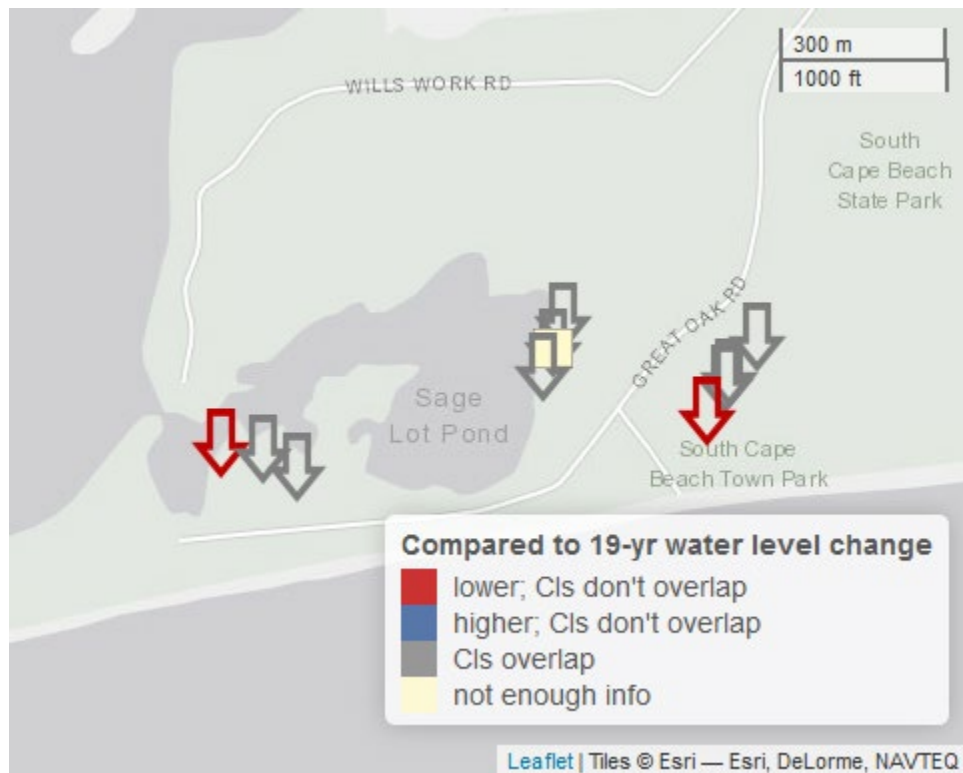 300 m
1000 ft
WILLS WORK RD
South
Cape Beach
State Park
GREAT OAK RD
Sage
Lot Pond
South Cape
Beach Town Park
Compared to 19-yr water level change
lower; CIs don't overlap
higher; CIs don't overlap
CIs overlap
not enough info
Leaflet | Tiles © Esri — Esri, DeLorme, NAVTEQ